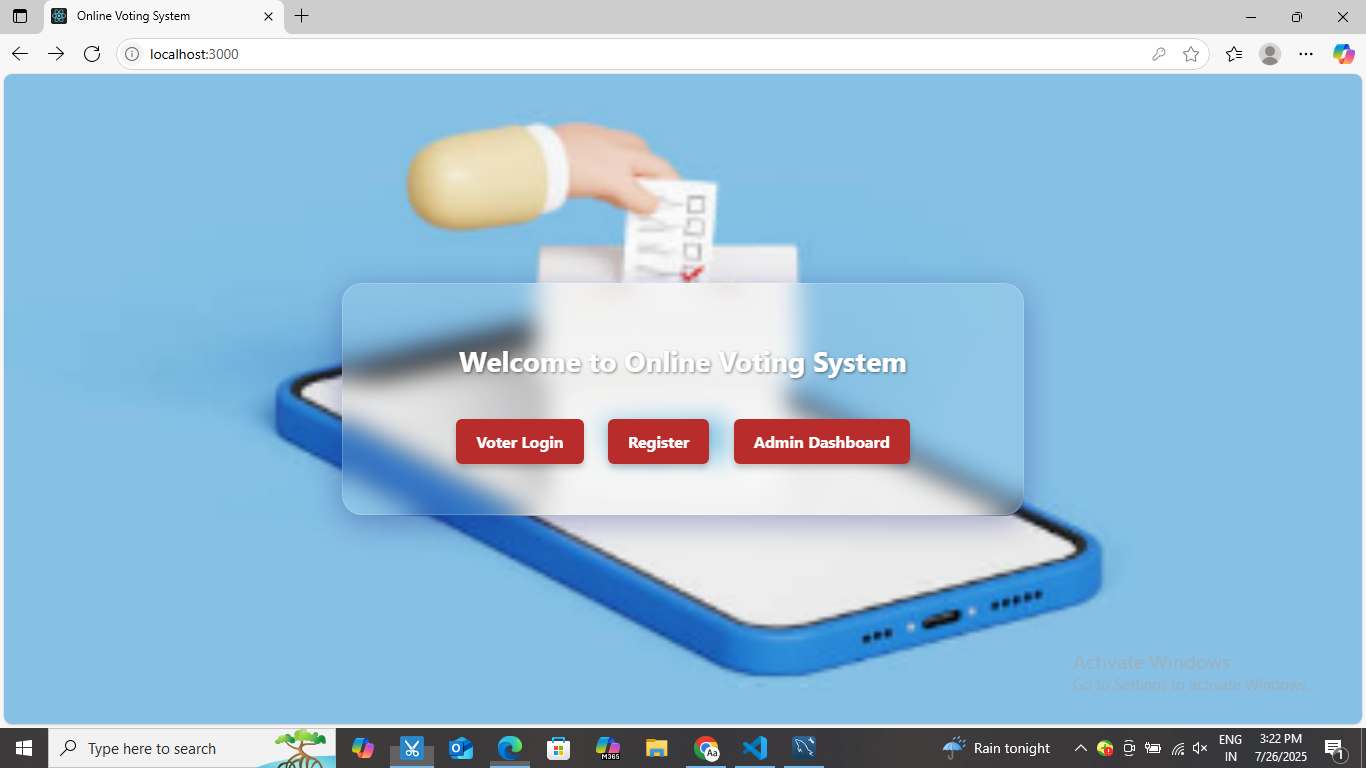 Online Voting System
localhost:3000
Welcome to Online Voting System
Voter Login
Register
Admin Dashboard
Activate Windows
Go to Settings to activate Windows.
Type here to search
M365
Aa
Rain tonight
ENG
IN
3:22 PM
7/26/2025
1